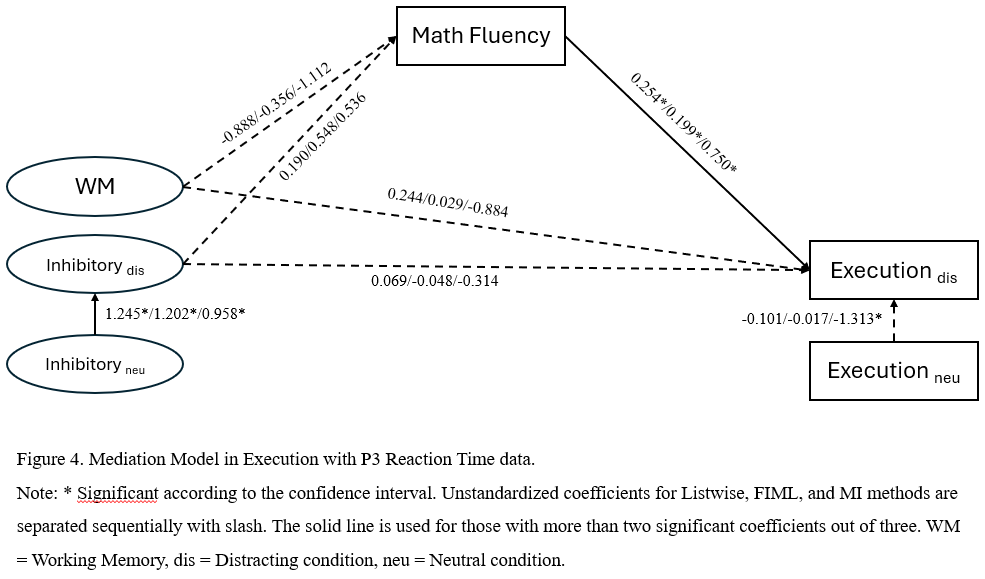 Math Fluency
-0.888/-0.356/-1.112
0.190/0.548/0.536
0.254*/0.199*/0.750*
WM
0.244/0.029/-0.884
Inhibitory dis
0.069/-0.048/-0.314
Execution dis
1.245*/1.202*/0.958*
-0.101/-0.017/-1.313*
Inhibitory neu
Execution neu
Figure 4. Mediation Model in Execution with P3 Reaction Time data.
Note: * Significant according to the confidence interval. Unstandardized coefficients for Listwise, FIML, and MI methods are
separated sequentially with slash. The solid line is used for those with more than two significant coefficients out of three. WM
= Working Memory, dis = Distracting condition, neu = Neutral condition.